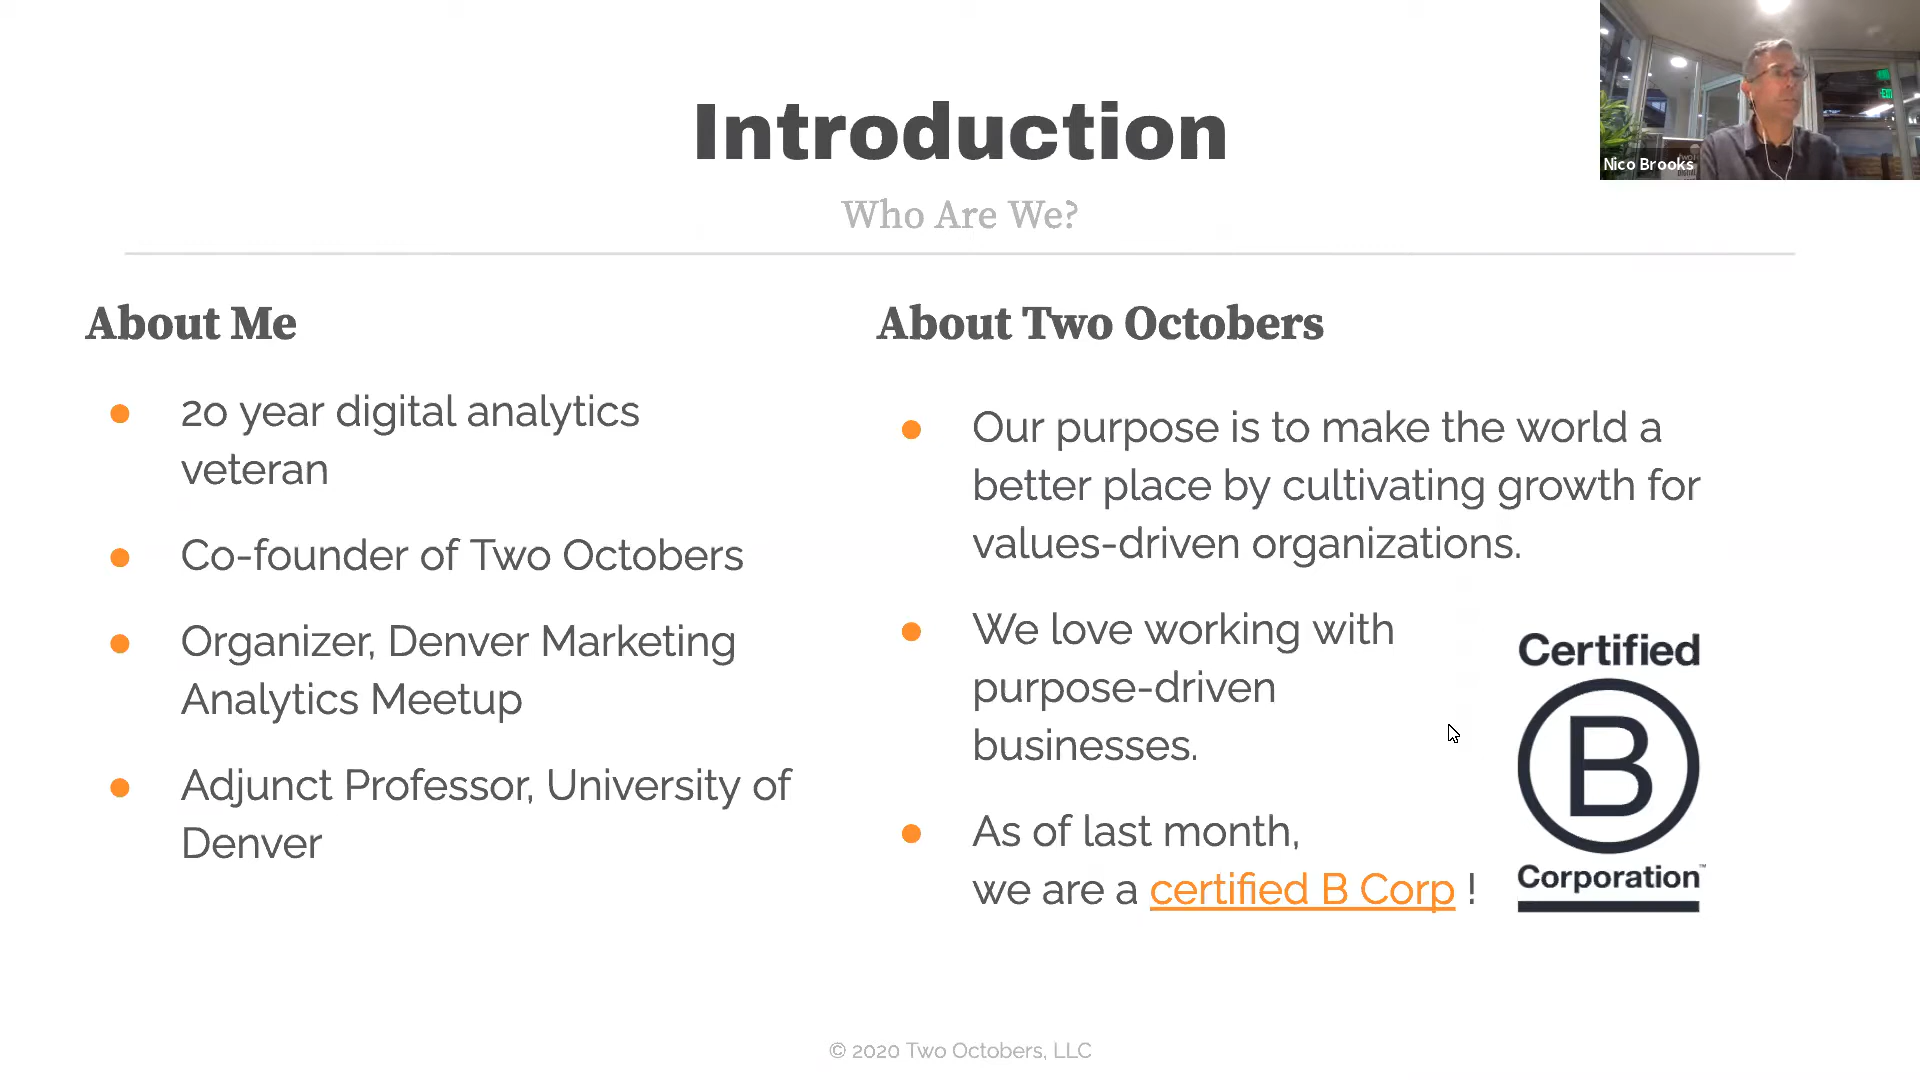 Introduction
Who Are We?
Nico Brooks
About Me
20 year digital analytics
veteran
Co-founder of Two Octobers
Organizer, Denver Marketing
Analytics Meetup
Adjunct Professor, University of
Denver
About Two Octobers
Our purpose is to make the world a
better place by cultivating growth for
values-driven organizations.
We love working with
purpose-driven
businesses.
As of last month,
we are a certified B Corp !
Certified
B
Corporation™
© 2020 Two Octobers, LLC